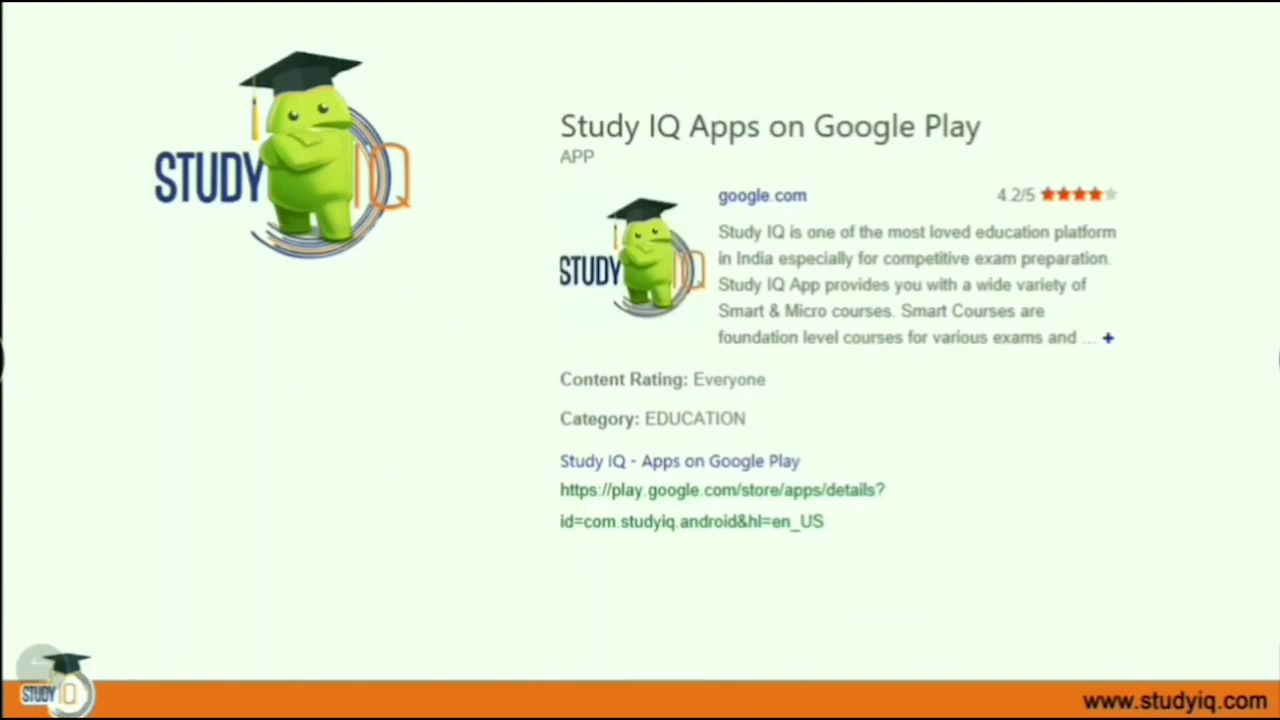 STUDY IQ
Study IQ Apps on Google Play
APP
google.com 4.2/5
STUDY IQ
Study IQ is one of the most loved education platform
in India especially for competitive exam preparation.
Study IQ App provides you with a wide variety of
Smart & Micro courses. Smart Courses are
foundation level courses for various exams and ... +
Content Rating: Everyone
Category: EDUCATION
Study IQ - Apps on Google Play
https://play.google.com/store/apps/details?
id=com.studyiq.android&hl=en_US
STUDY IQ
www.studyiq.com